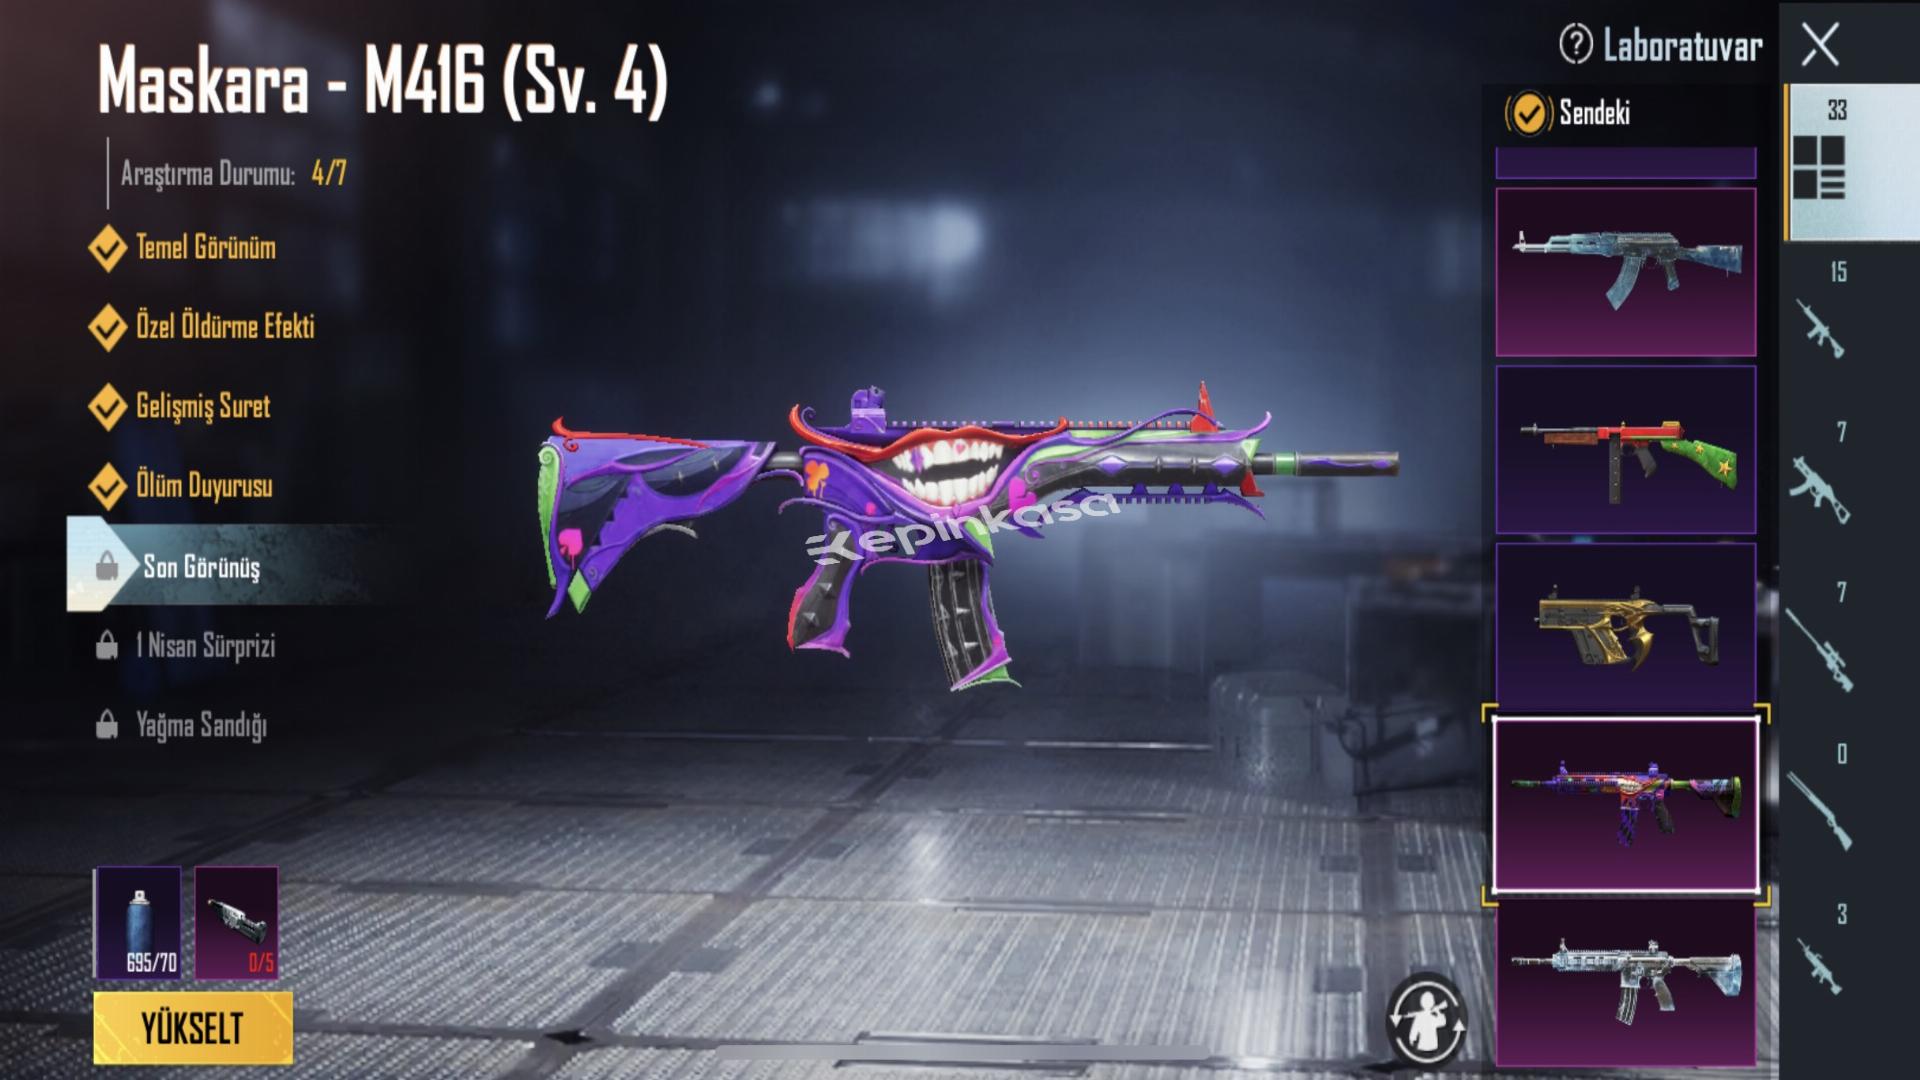 Maskara - M416 (Sv. 4)
Araştırma Durumu: 4/7
Temel Görünüm
Özel Öldürme Efekti
Gelişmiş Suret
Ölüm Duyurusu
Son Görünüş
1 Nisan Sürprizi
Yağma Sandığı
695/70
0/5
YÜKSELT
epinkasa
? Laboratuvar
Sendeki
33
15
7
7
0
3